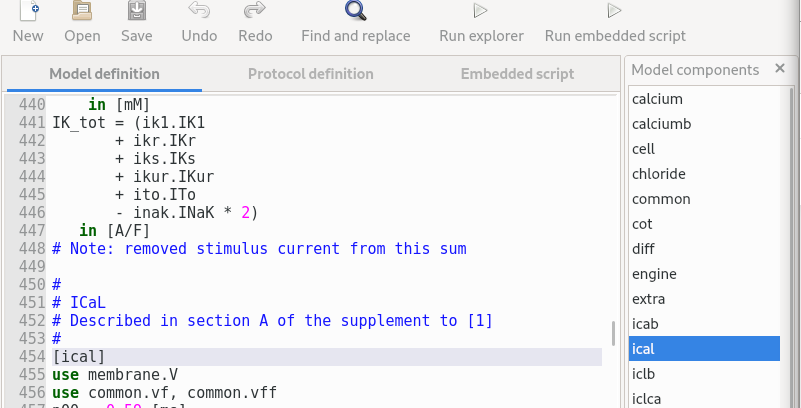 New Open Save Undo Redo Find and replace Run explorer Run embedded script
Model definition Protocol definition Embedded script
440     in [mM]
441 IK_tot = (ik1.IK1
442        + ikr.IKr
443        + iks.IKs
444        + ikur.IKur
445        + ito.ITo
446        - inak.INaK * 2)
447    in [A/F]
448 # Note: removed stimulus current from this sum
449
450 #
451 # ICaL
452 # Described in section A of the supplement to [1]
453 #
454 [ical]
455 use membrane.V
456 use common.vf, common.vff
Model components
calcium
calciumb
cell
chloride
common
cot
diff
engine
extra
icab
ical
iclb
iclca